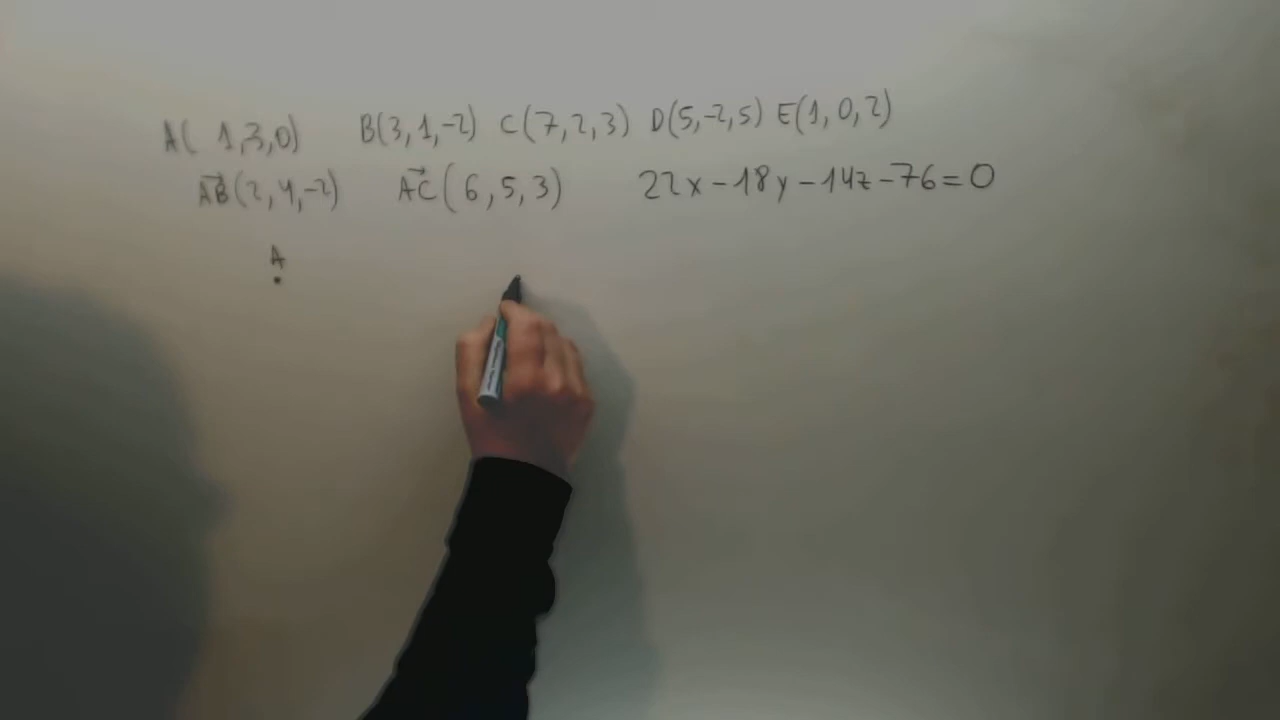 A( 1,3,0) B(3,1,-2) C(7,2,3) D(5,-2,5) E(1,0,2)
AB⃗(2,4,-2) AC⃗(6,5,3) 22x-18y-14z-76=0
A